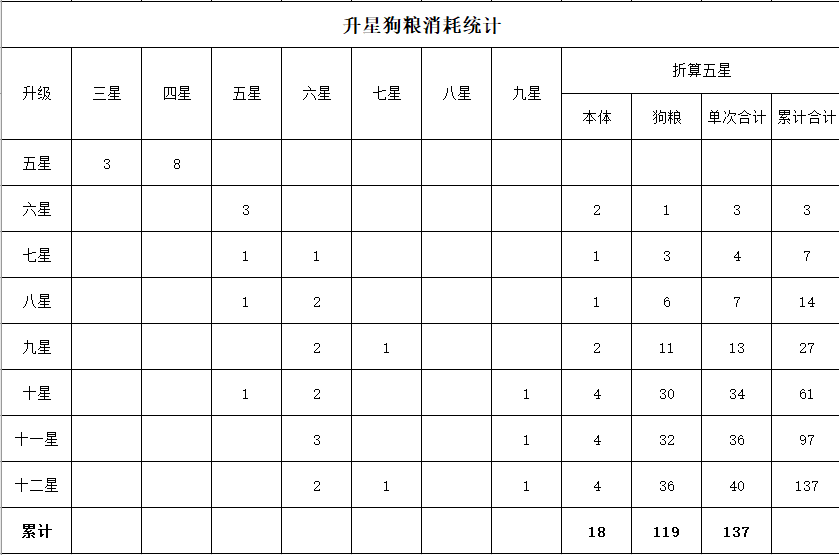 升星狗粮消耗统计
升级 三星 四星 五星 六星 七星 八星 九星 折算五星
本体 狗粮 单次合计 累计合计
五星 3 8
六星 3 2 1 3 3
七星 1 1 1 3 4 7
八星 1 2 1 6 7 14
九星 2 1 2 11 13 27
十星 1 2 1 4 30 34 61
十一星 3 1 4 32 36 97
十二星 2 1 1 4 36 40 137
累计 18 119 137